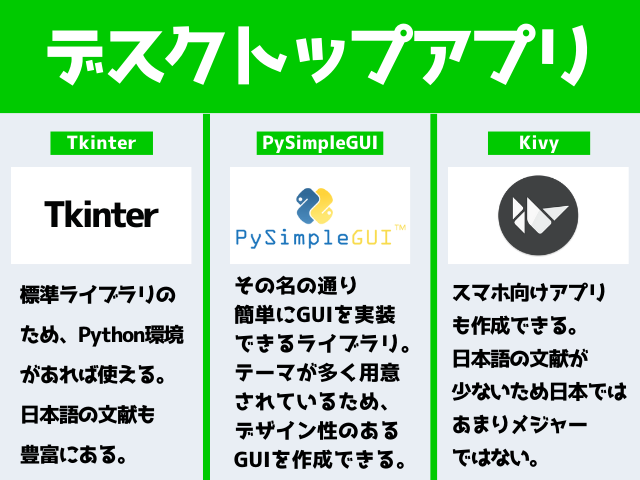 デスクトップアプリ
Tkinter
Tkinter
標準ライブラリの
ため、Python環境
があれば使える。
日本語の文献も
豊富にある。
PySimpleGUI
PySimpleGUI™
その名の通り
簡単にGUIを実装
できるライブラリ。
テーマが多く用意
されているため、
デザイン性のある
GUIを作成できる。
Kivy
スマホ向けアプリ
も作成できる。
日本語の文献が
少ないため日本では
あまりメジャー
ではない。